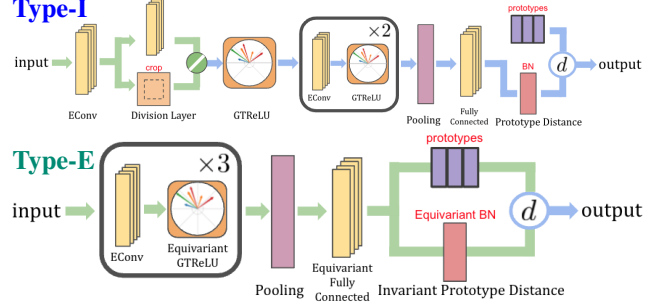 Type-I
×2
prototypes
input
crop
BN
d
output
EConv
Division Layer
GTReLU
EConv
GTReLU
Pooling
Fully
Connected
Prototype Distance
Type-E
×3
prototypes
input
Equivariant BN
d
output
EConv
Equivariant
GTReLU
Pooling
Equivariant
Fully
Connected
Invariant Prototype Distance